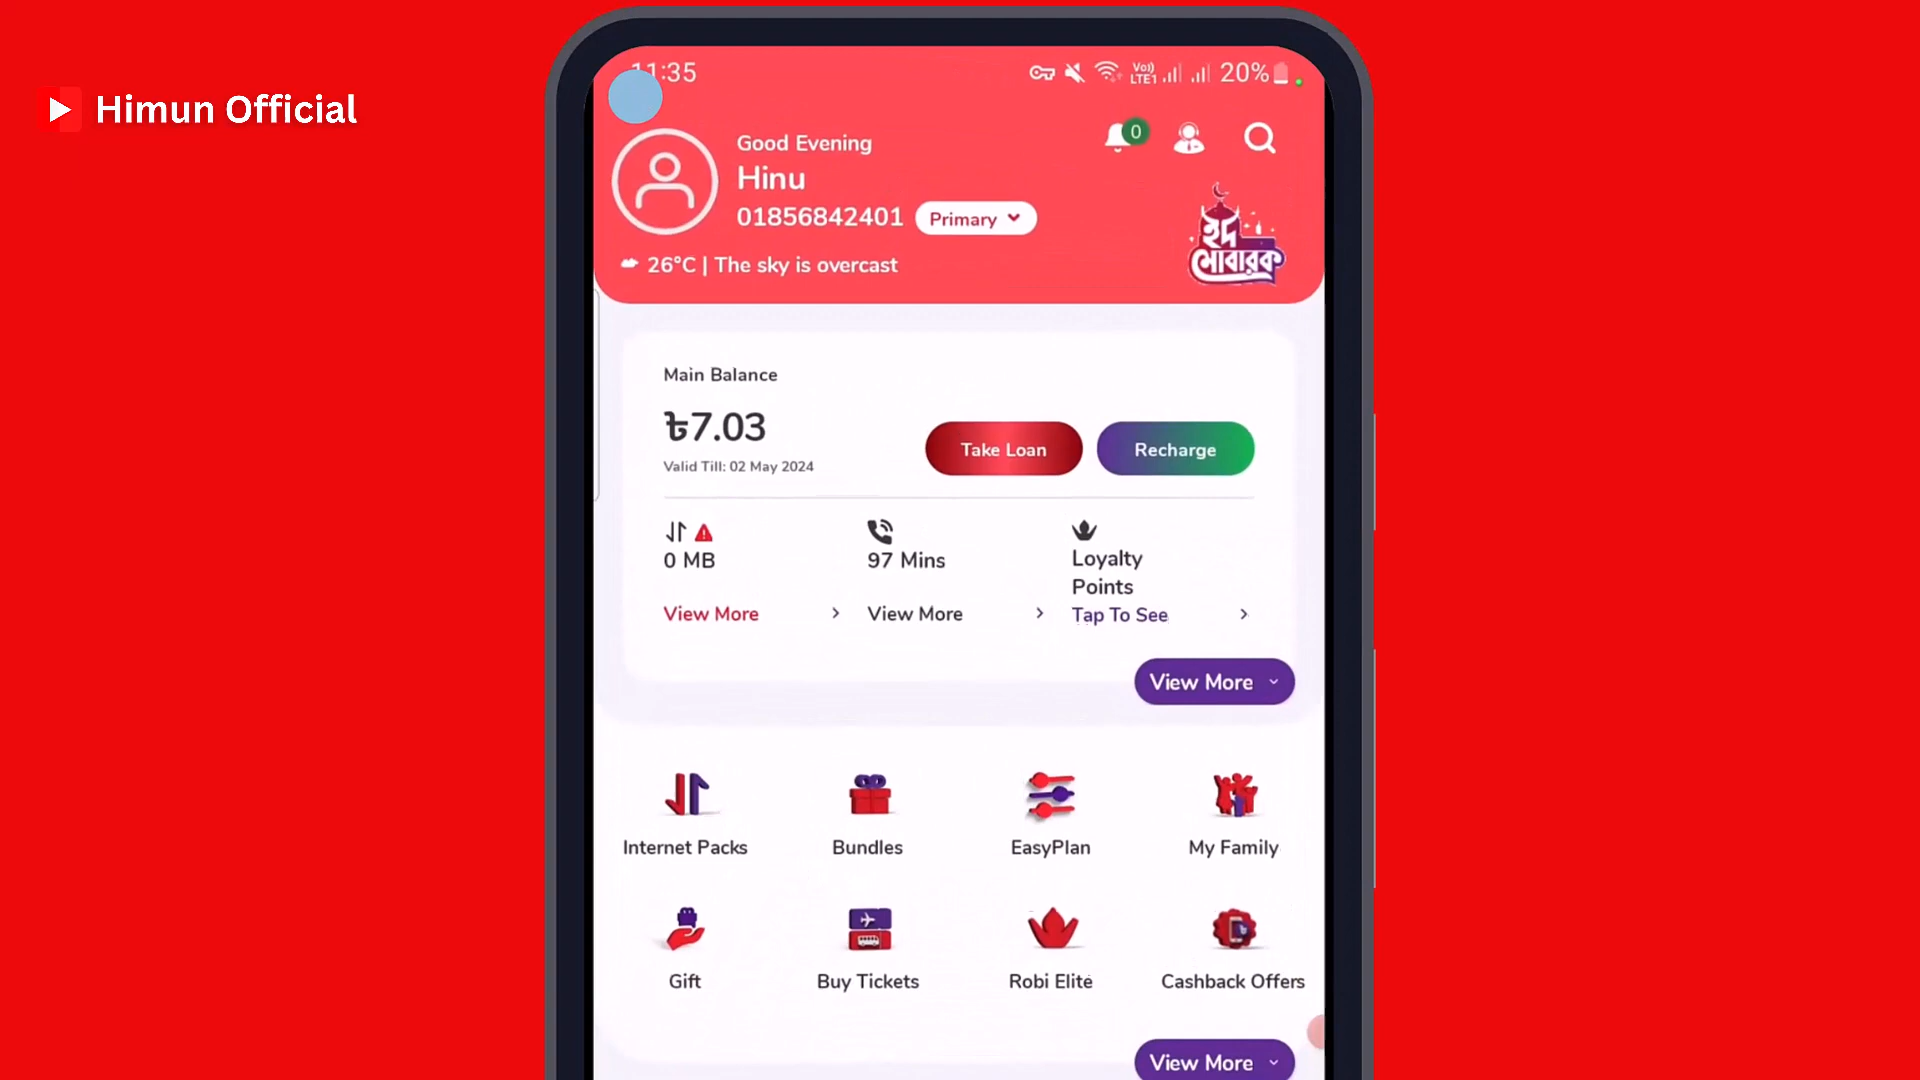 Himun Official
11:35
Vo))
LTE1
20%
0
Good Evening
Hinu
01856842401
Primary
26°C | The sky is overcast
ঈদ
মোবারক
Main Balance
৳7.03
Valid Till: 02 May 2024
Take Loan
Recharge
0 MB
97 Mins
Loyalty
Points
View More
View More
Tap To See
View More
Internet Packs
Bundles
EasyPlan
My Family
Gift
Buy Tickets
Robi Elite
Cashback Offers
View More